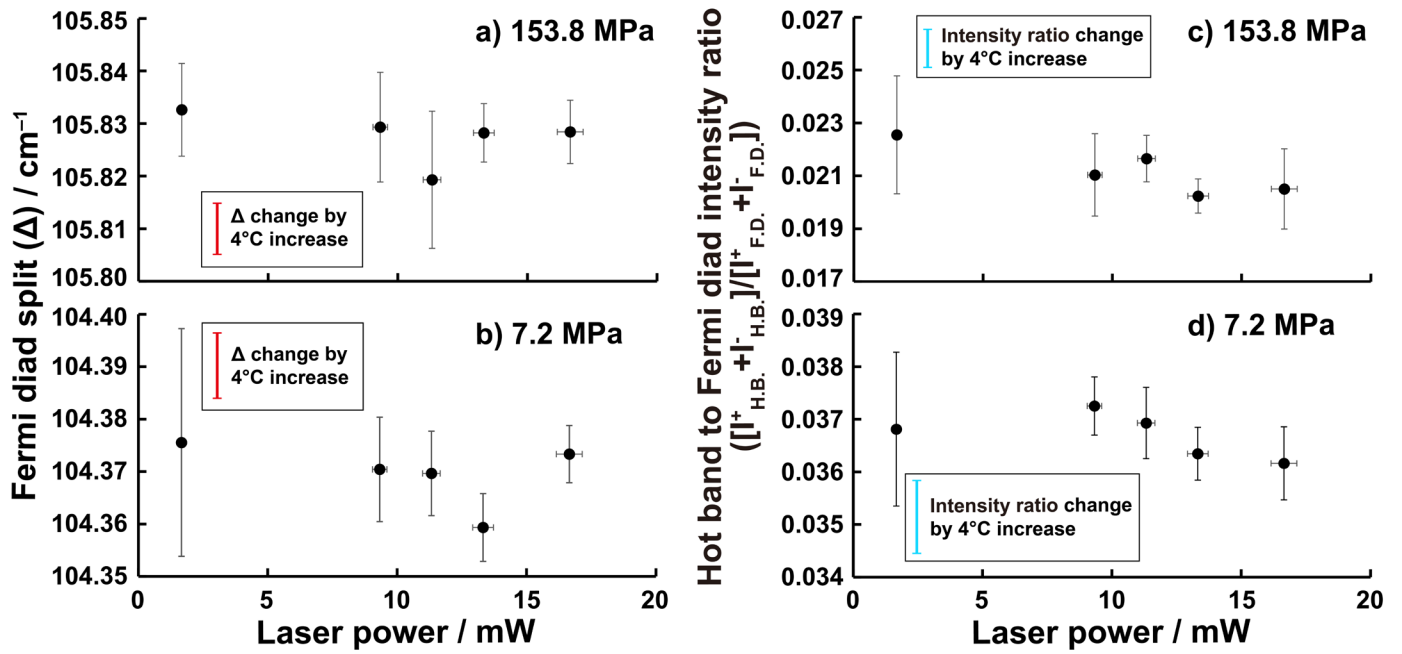 Fermi diad split (Δ) / cm⁻¹
105.85
105.84
105.83
105.82
105.81
105.80
a) 153.8 MPa
Δ change by
4°C increase
104.40
104.39
104.38
104.37
104.36
104.35
b) 7.2 MPa
Δ change by
4°C increase
0 5 10 15 20
Laser power / mW
Hot band to Fermi diad intensity ratio
([I⁺H.B.+I⁻H.B.]/[I⁺F.D.+I⁻F.D.])
0.027
0.025
0.023
0.021
0.019
0.017
Intensity ratio change
by 4°C increase
c) 153.8 MPa
0.039
0.038
0.037
0.036
0.035
0.034
d) 7.2 MPa
Intensity ratio change
by 4°C increase
0 5 10 15 20
Laser power / mW